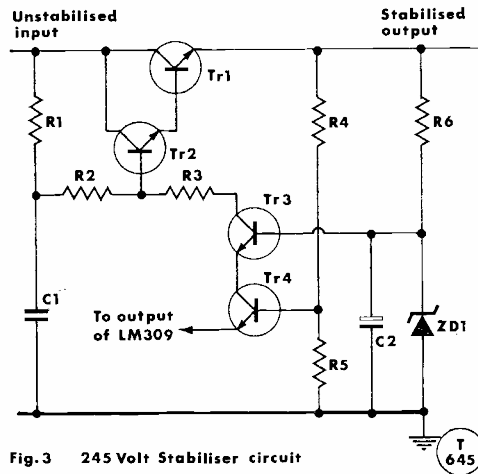 Unstabilised
input
Stabilised
output
Tr1
R1
R4
R6
Tr2
R2
R3
Tr3
Tr4
C1
To output
of LM309
C2
ZD1
R5
Fig.3 245 Volt Stabiliser circuit
T
645